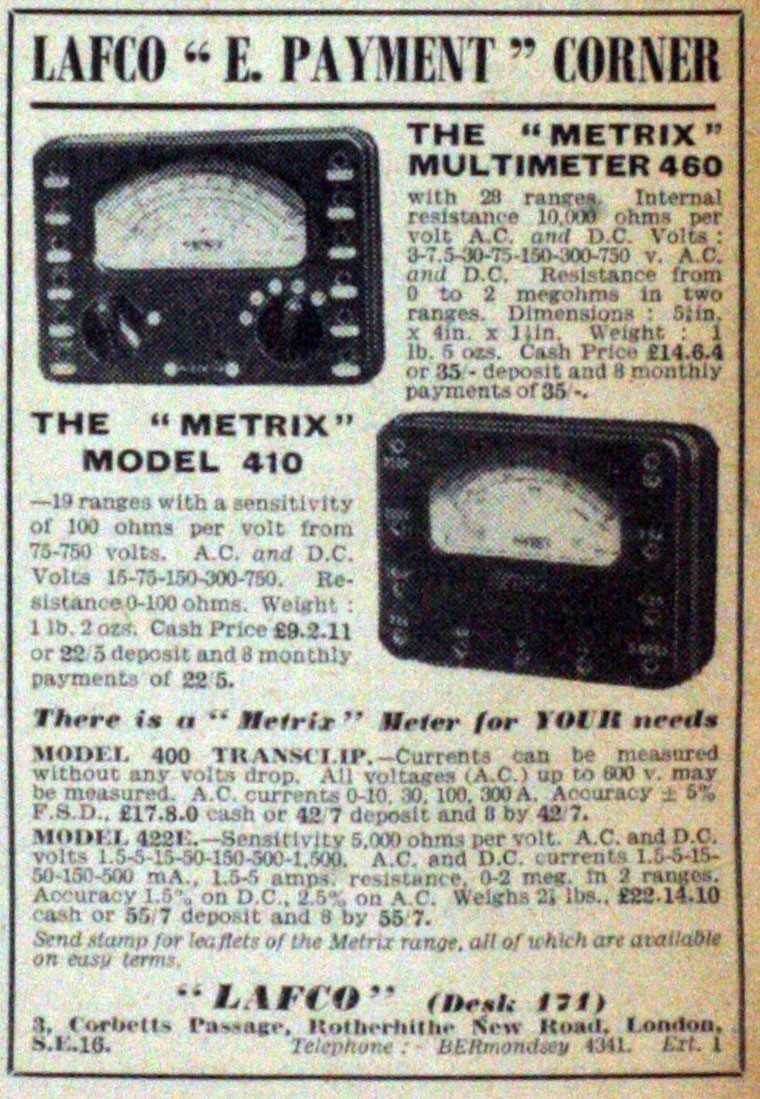 LAFCO “ E. PAYMENT ” CORNER
THE “METRIX”
MULTIMETER 460
with 28 ranges. Internal
resistance 10,000 ohms per
volt A.C. and D.C. Volts :
3-7.5-30-75-150-300-750 v. A.C.
and D.C. Resistance from
0 to 2 megohms in two
ranges. Dimensions : 5¾in.
x 4in. x 1½in. Weight : 1
lb. 5 ozs. Cash Price £14.6.4
or 35/- deposit and 8 monthly
payments of 35/-.
THE “METRIX”
MODEL 410
—19 ranges with a sensitivity
of 100 ohms per volt from
75-750 volts. A.C. and D.C.
Volts 15-75-150-300-750. Re-
sistance 0-100 ohms. Weight :
1 lb. 2 ozs. Cash Price £9.2.11
or 22/5 deposit and 8 monthly
payments of 22/5.
There is a “ Metrix ” Meter for YOUR needs
MODEL 400 TRANSCLIP.—Currents can be measured
without any volts drop. All voltages (A.C.) up to 600 v. may
be measured. A.C. currents 0-10, 30, 100, 300 A. Accuracy ± 5%
F.S.D., £17.8.0 cash or 42/7 deposit and 8 by 42/7.
MODEL 422E.—Sensitivity 5,000 ohms per volt. A.C. and D.C.
volts 1.5-5-15-50-150-500-1,500. A.C. and D.C. currents 1.5-5-15-
50-150-500 mA., 1.5-5 amps. resistance, 0-2 meg. in 2 ranges.
Accuracy 1.5% on D.C., 2.5% on A.C. Weighs lbs., £22.14.10
cash or 55/7 deposit and 8 by 55/7.
Send stamp for leaflets of the Metrix range, all of which are available
on easy terms.
“ LAFCO ” (Desk 171)
3, Corbetts Passage, Rotherhithe New Road, London,
S.E.16. Telephone :- BERmondsey 4341. Ext. 1